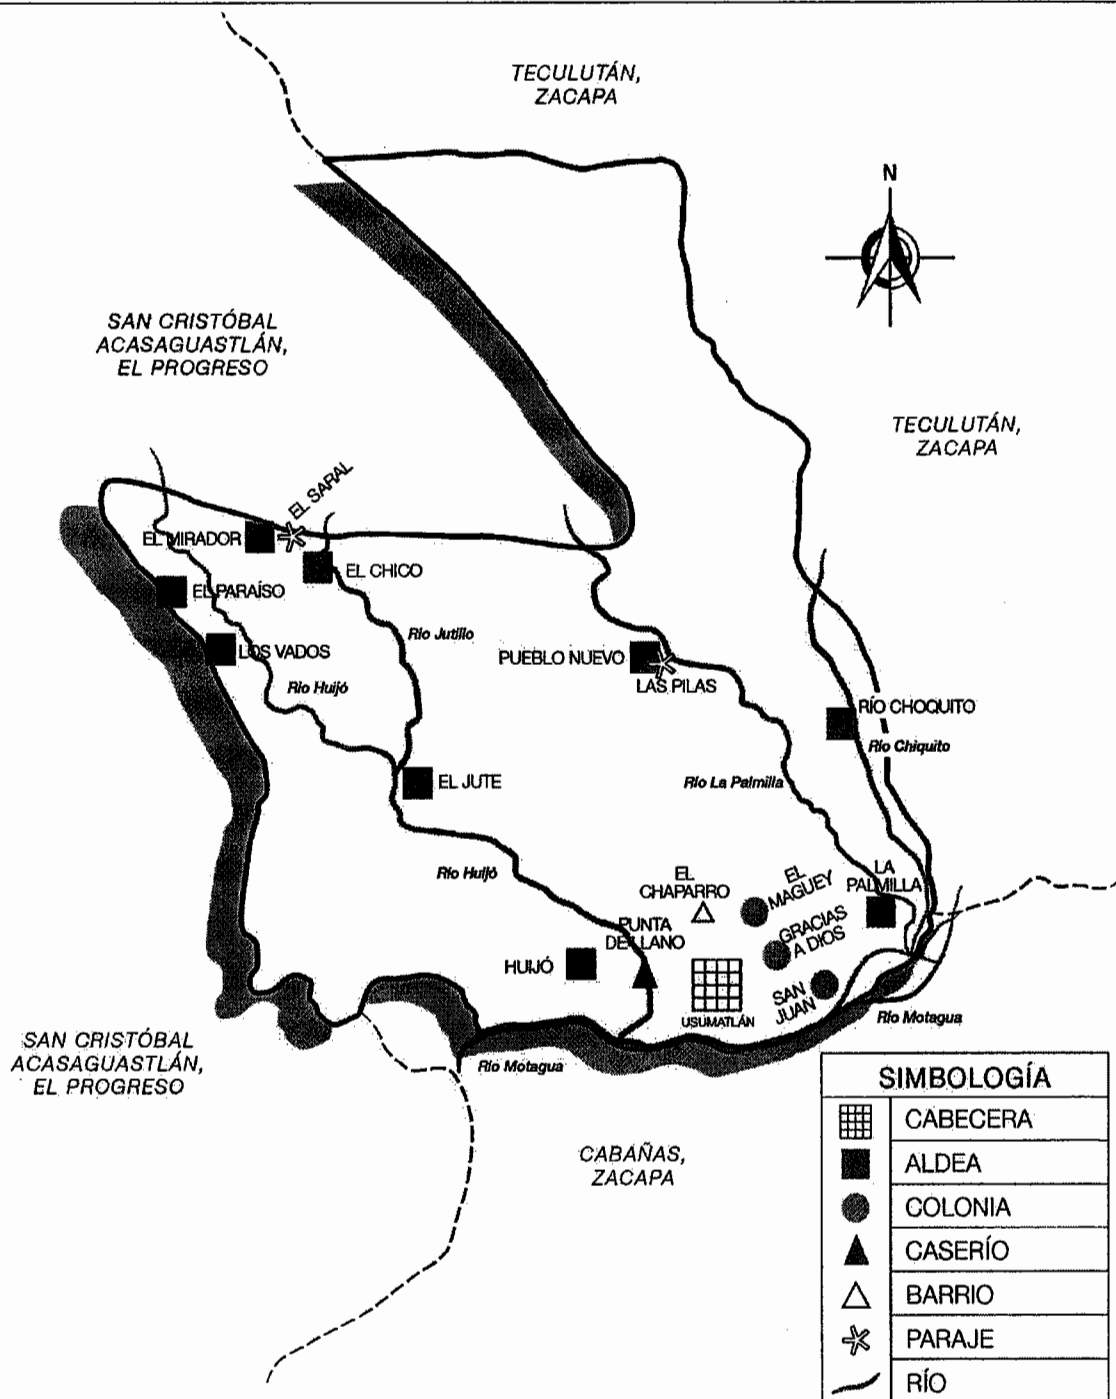 TECULUTÁN,
ZACAPA
N
SAN CRISTÓBAL
ACASAGUASTLÁN,
EL PROGRESO
TECULUTÁN,
ZACAPA
EL SARAL
EL MIRADOR
EL CHICO
EL PARAÍSO
Río Jutillo
LOS VADOS
PUEBLO NUEVO
LAS PILAS
Río Huijó
RÍO CHOQUITO
Río Chiquito
EL JUTE
Río La Palmilla
Río Huijó
EL
CHAPARRO
EL
MAGUEY
LA
PALMILLA
PUNTA
DE LLANO
GRACIAS
A DIOS
HUIJÓ
SAN
JUAN
USUMATLÁN
Río Motagua
SAN CRISTÓBAL
ACASAGUASTLÁN,
EL PROGRESO
Río Motagua
CABAÑAS,
ZACAPA
SIMBOLOGÍA
CABECERA
ALDEA
COLONIA
CASERÍO
BARRIO
PARAJE
RÍO